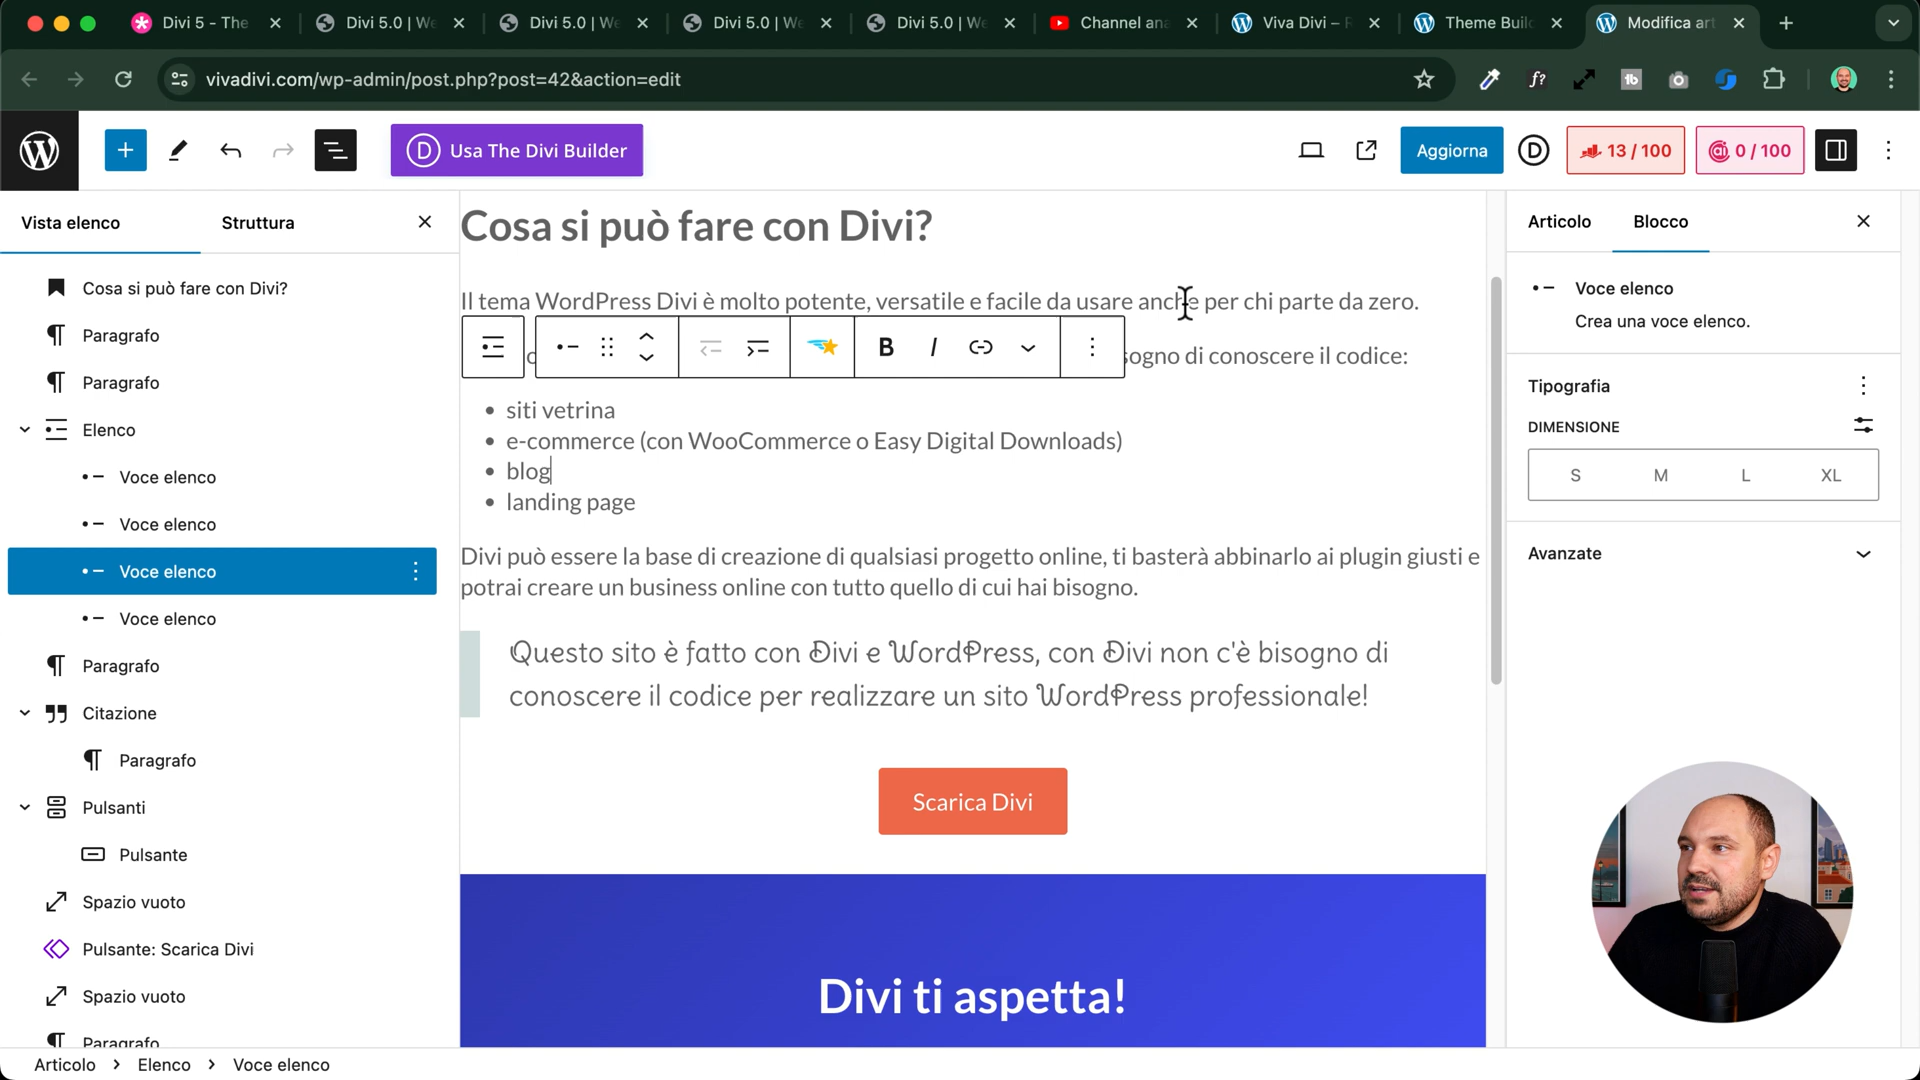 Divi 5 - The
Divi 5.0 | We
Divi 5.0 | We
Divi 5.0 | We
Divi 5.0 | We
Channel ana
Viva Divi – R
Theme Buil
Modifica art
vivadivi.com/wp-admin/post.php?post=42&action=edit
f?
Usa The Divi Builder
Aggiorna
D
13 / 100
0 / 100
Vista elenco
Struttura
Cosa si può fare con Divi?
Paragrafo
Paragrafo
Elenco
Voce elenco
Voce elenco
Voce elenco
Voce elenco
Paragrafo
Citazione
Paragrafo
Pulsanti
Pulsante
Spazio vuoto
Pulsante: Scarica Divi
Spazio vuoto
Paragrafo
Cosa si può fare con Divi?
Il tema WordPress Divi è molto potente, versatile e facile da usare anche per chi parte da zero.
B I
sogno di conoscere il codice:
siti vetrina
e-commerce (con WooCommerce o Easy Digital Downloads)
blog
landing page
Divi può essere la base di creazione di qualsiasi progetto online, ti basterà abbinarlo ai plugin giusti e
potrai creare un business online con tutto quello di cui hai bisogno.
Questo sito è fatto con Divi e WordPress, con Divi non c'è bisogno di
conoscere il codice per realizzare un sito WordPress professionale!
Scarica Divi
Divi ti aspetta!
Articolo
Blocco
Voce elenco
Crea una voce elenco.
Tipografia
DIMENSIONE
S M L XL
Avanzate
Articolo > Elenco > Voce elenco